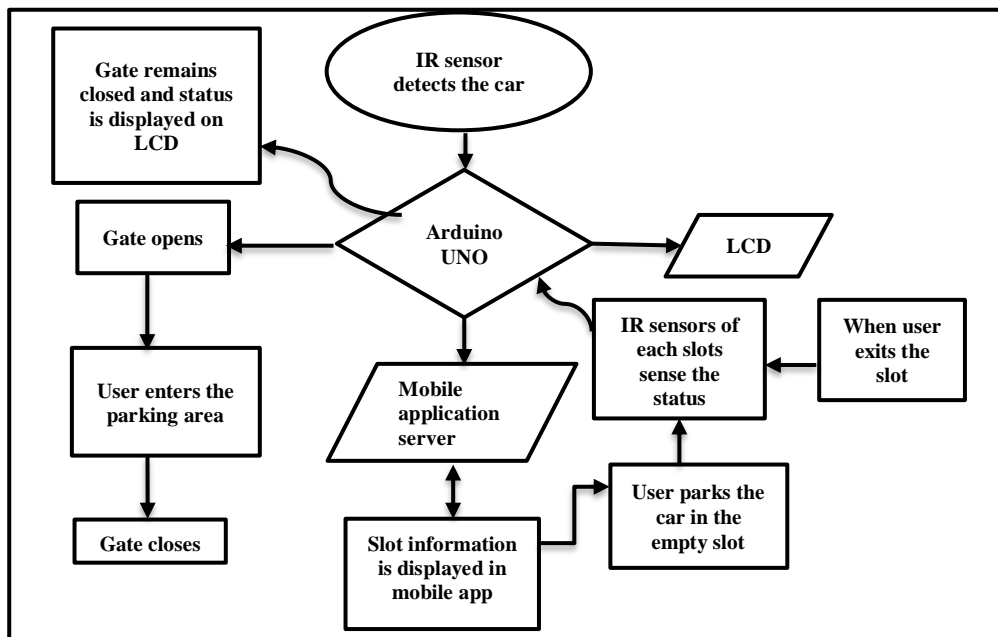 IR sensor
detects the car
Gate remains
closed and status
is displayed on
LCD
Gate opens
Arduino
UNO
LCD
User enters the
parking area
Gate closes
Mobile
application
server
IR sensors of
each slots
sense the
status
When user
exits the
slot
Slot information
is displayed in
mobile app
User parks the
car in the
empty slot